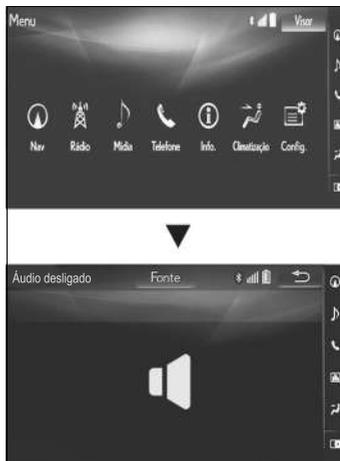 Menu Visor
Nav Rádio Mídia Telefone Info. Climatização Config.
Áudio desligado Fonte